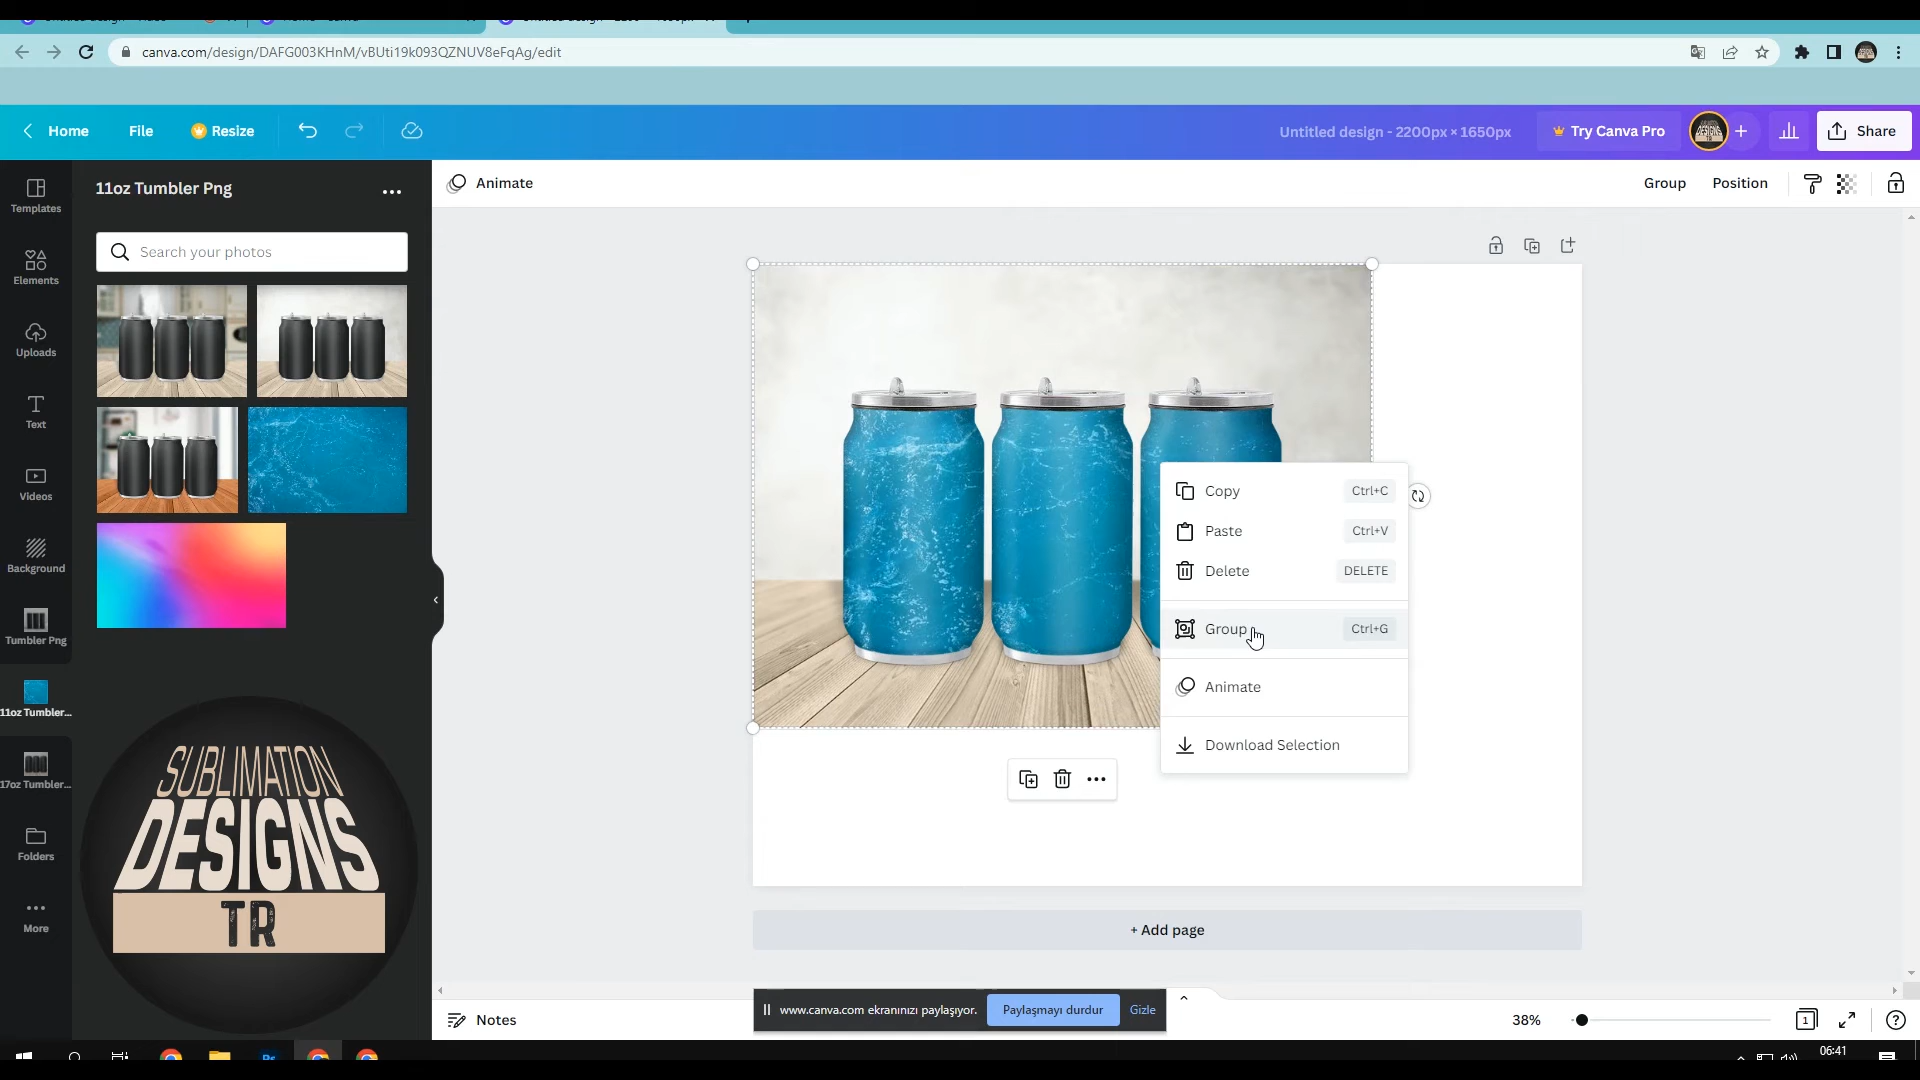 canva.com/design/DAFG003KHnM/vBUti19k093QZNUV8eFqAg/edit
Home
File
Resize
Untitled design - 2200px × 1650px
Try Canva Pro
Share
Templates
Elements
Uploads
Text
Videos
Background
Tumbler Png
11oz Tumbler...
17oz Tumbler...
Folders
More
11oz Tumbler Png
Search your photos
SUBLIMATION
DESIGNS
TR
Animate
Group
Position
Copy
Ctrl+C
Paste
Ctrl+V
Delete
DELETE
Group
Ctrl+G
Animate
Download Selection
+ Add page
Notes
www.canva.com ekranınızı paylaşıyor.
Paylaşmayı durdur
Gizle
38%
1
06:41